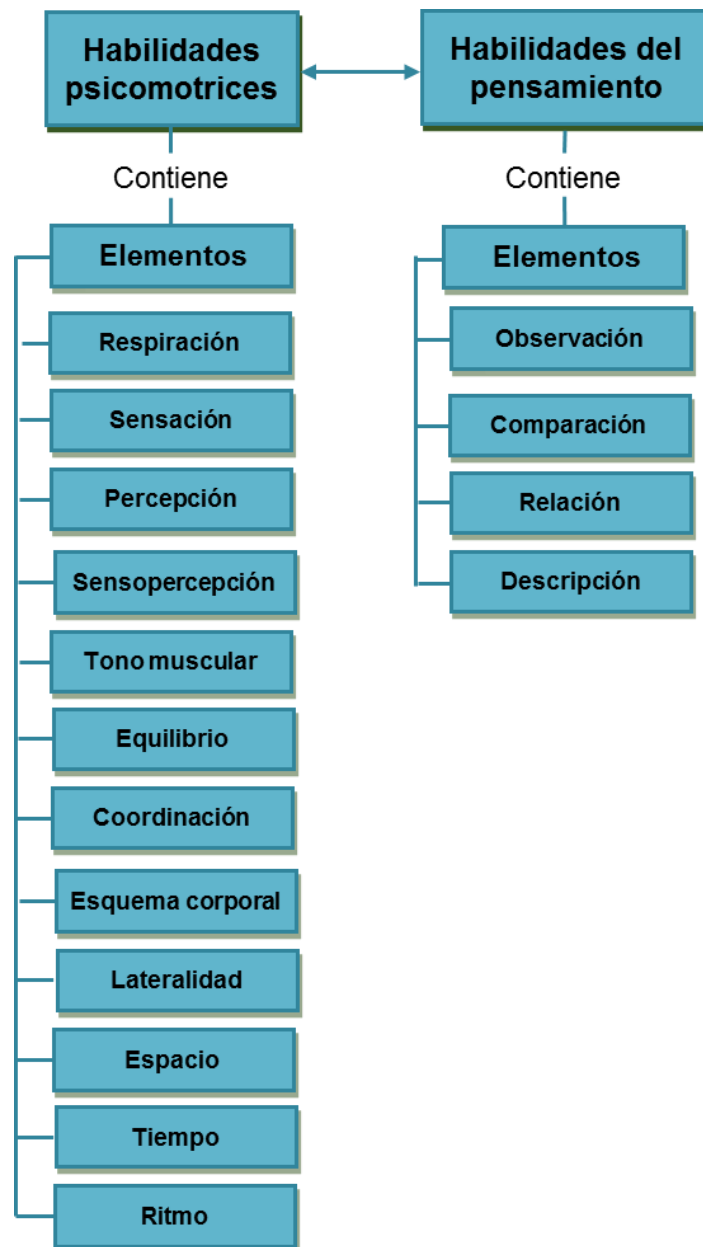 Habilidades
psicomotrices
Habilidades del
pensamiento
Contiene
Contiene
Elementos
Respiración
Sensación
Percepción
Sensopercepción
Tono muscular
Equilibrio
Coordinación
Esquema corporal
Lateralidad
Espacio
Tiempo
Ritmo
Elementos
Observación
Comparación
Relación
Descripción